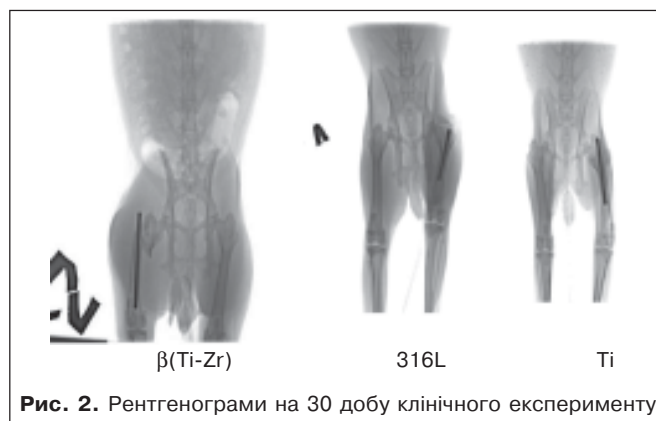 β(Ti-Zr) 316L Ti
Рис. 2. Рентгенограми на 30 добу клінічного експерименту